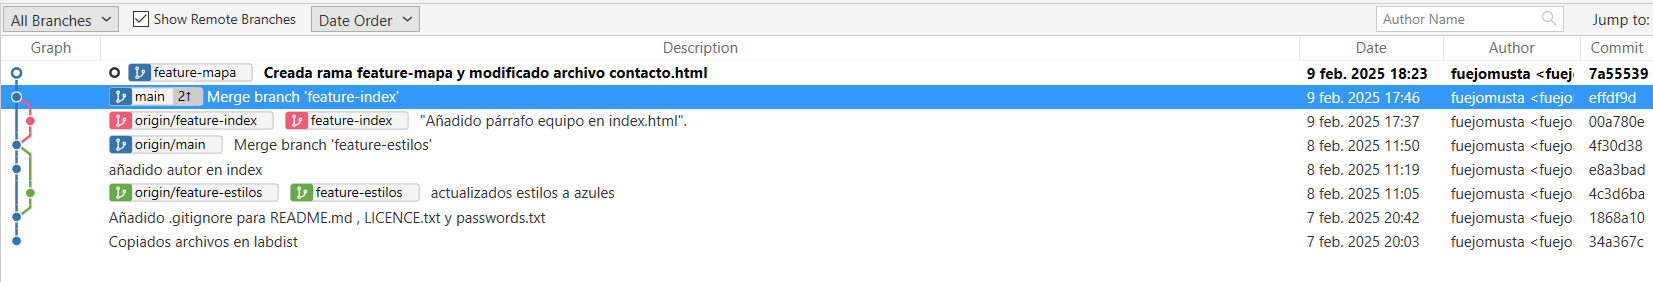 All Branches Show Remote Branches Date Order Author Name Jump to:
Graph Description Date Author Commit
feature-mapa Creada rama feature-mapa y modificado archivo contacto.html 9 feb. 2025 18:23 fuejomusta <fuej 7a55539
main 2↑ Merge branch 'feature-index' 9 feb. 2025 17:46 fuejomusta <fuejo effdf9d
origin/feature-index feature-index "Añadido párrafo equipo en index.html". 9 feb. 2025 17:37 fuejomusta <fuejo 00a780e
origin/main Merge branch 'feature-estilos' 8 feb. 2025 11:50 fuejomusta <fuejo 4f30d38
añadido autor en index 8 feb. 2025 11:19 fuejomusta <fuejo e8a3bad
origin/feature-estilos feature-estilos actualizados estilos a azules 8 feb. 2025 11:05 fuejomusta <fuejo 4c3d6ba
Añadido .gitignore para README.md , LICENCE.txt y passwords.txt 7 feb. 2025 20:42 fuejomusta <fuejo 1868a10
Copiados archivos en labdist 7 feb. 2025 20:03 fuejomusta <fuejo 34a367c